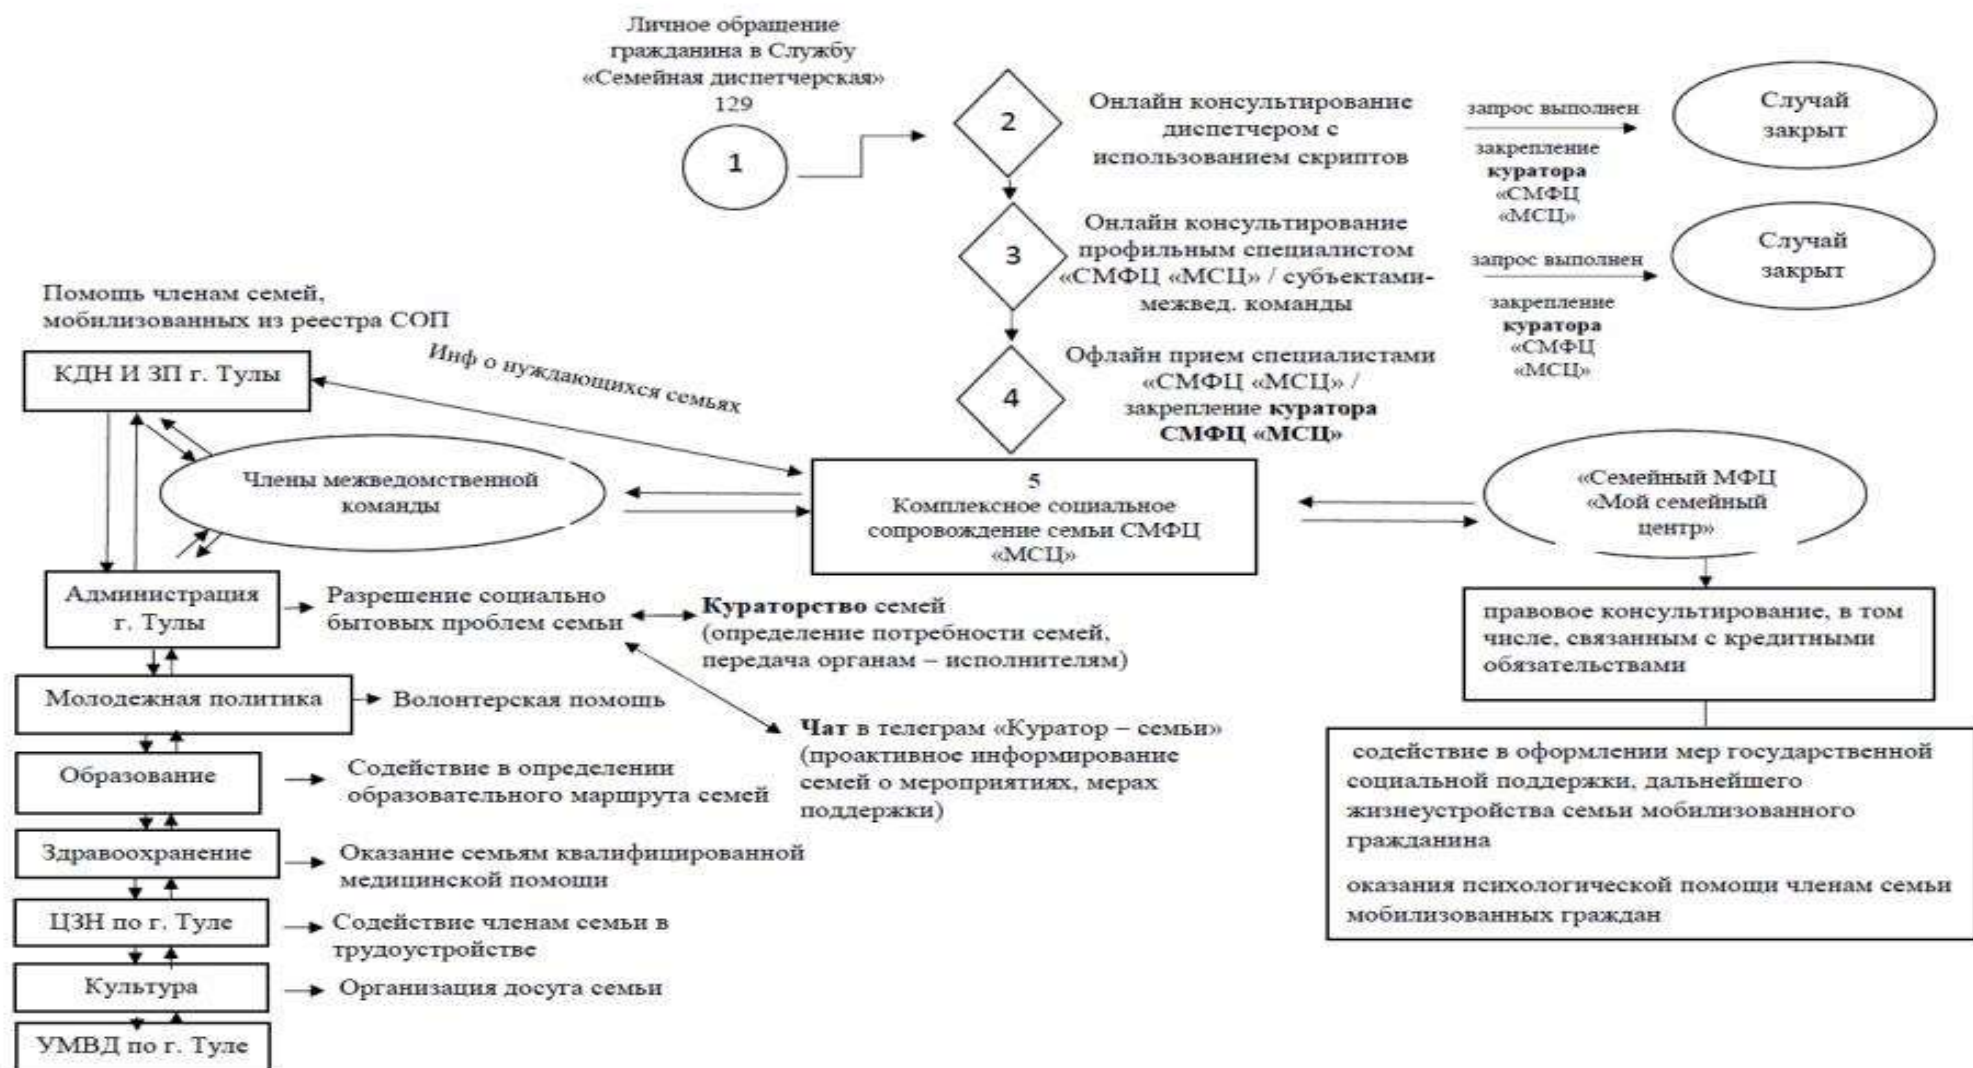 Личное обращение
гражданина в Службу
«Семейная диспетчерская»
129
1
2
Онлайн консультирование
диспетчером с
использованием скриптов
запрос выполнен
закрепление
куратора
«СМФЦ
«МСЦ»
Случай
закрыт
3
Онлайн консультирование
профильным специалистом
«СМФЦ «МСЦ» / субъектами-
межвед. команды
запрос выполнен
закрепление
куратора
«СМФЦ
«МСЦ»
Случай
закрыт
4
Офлайн прием специалистами
«СМФЦ «МСЦ» /
закрепление куратора
СМФЦ «МСЦ»
Помощь членам семей,
мобилизованных из реестра СОП
КДН И ЗП г. Тулы
Инф о нуждающихся семьях
Члены межведомственной
команды
5
Комплексное социальное
сопровождение семьи СМФЦ
«МСЦ»
«Семейный МФЦ
«Мой семейный
центр»
Администрация
г. Тулы
Разрешение социально
бытовых проблем семьи
Кураторство семей
(определение потребности семей,
передача органам – исполнителям)
правовое консультирование, в том
числе, связанным с кредитными
обязательствами
Молодежная политика
Волонтерская помощь
Чат в телеграм «Куратор – семьи»
(проактивное информирование
семей о мероприятиях, мерах
поддержки)
содействие в оформлении мер государственной
социальной поддержки, дальнейшего
жизнеустройства семьи мобилизованного
гражданина
оказания психологической помощи членам семьи
мобилизованных граждан
Образование
Содействие в определении
образовательного маршрута семей
Здравоохранение
Оказание семьям квалифицированной
медицинской помощи
ЦЗН по г. Туле
Содействие членам семьи в
трудоустройстве
Культура
Организация досуга семьи
УМВД по г. Туле